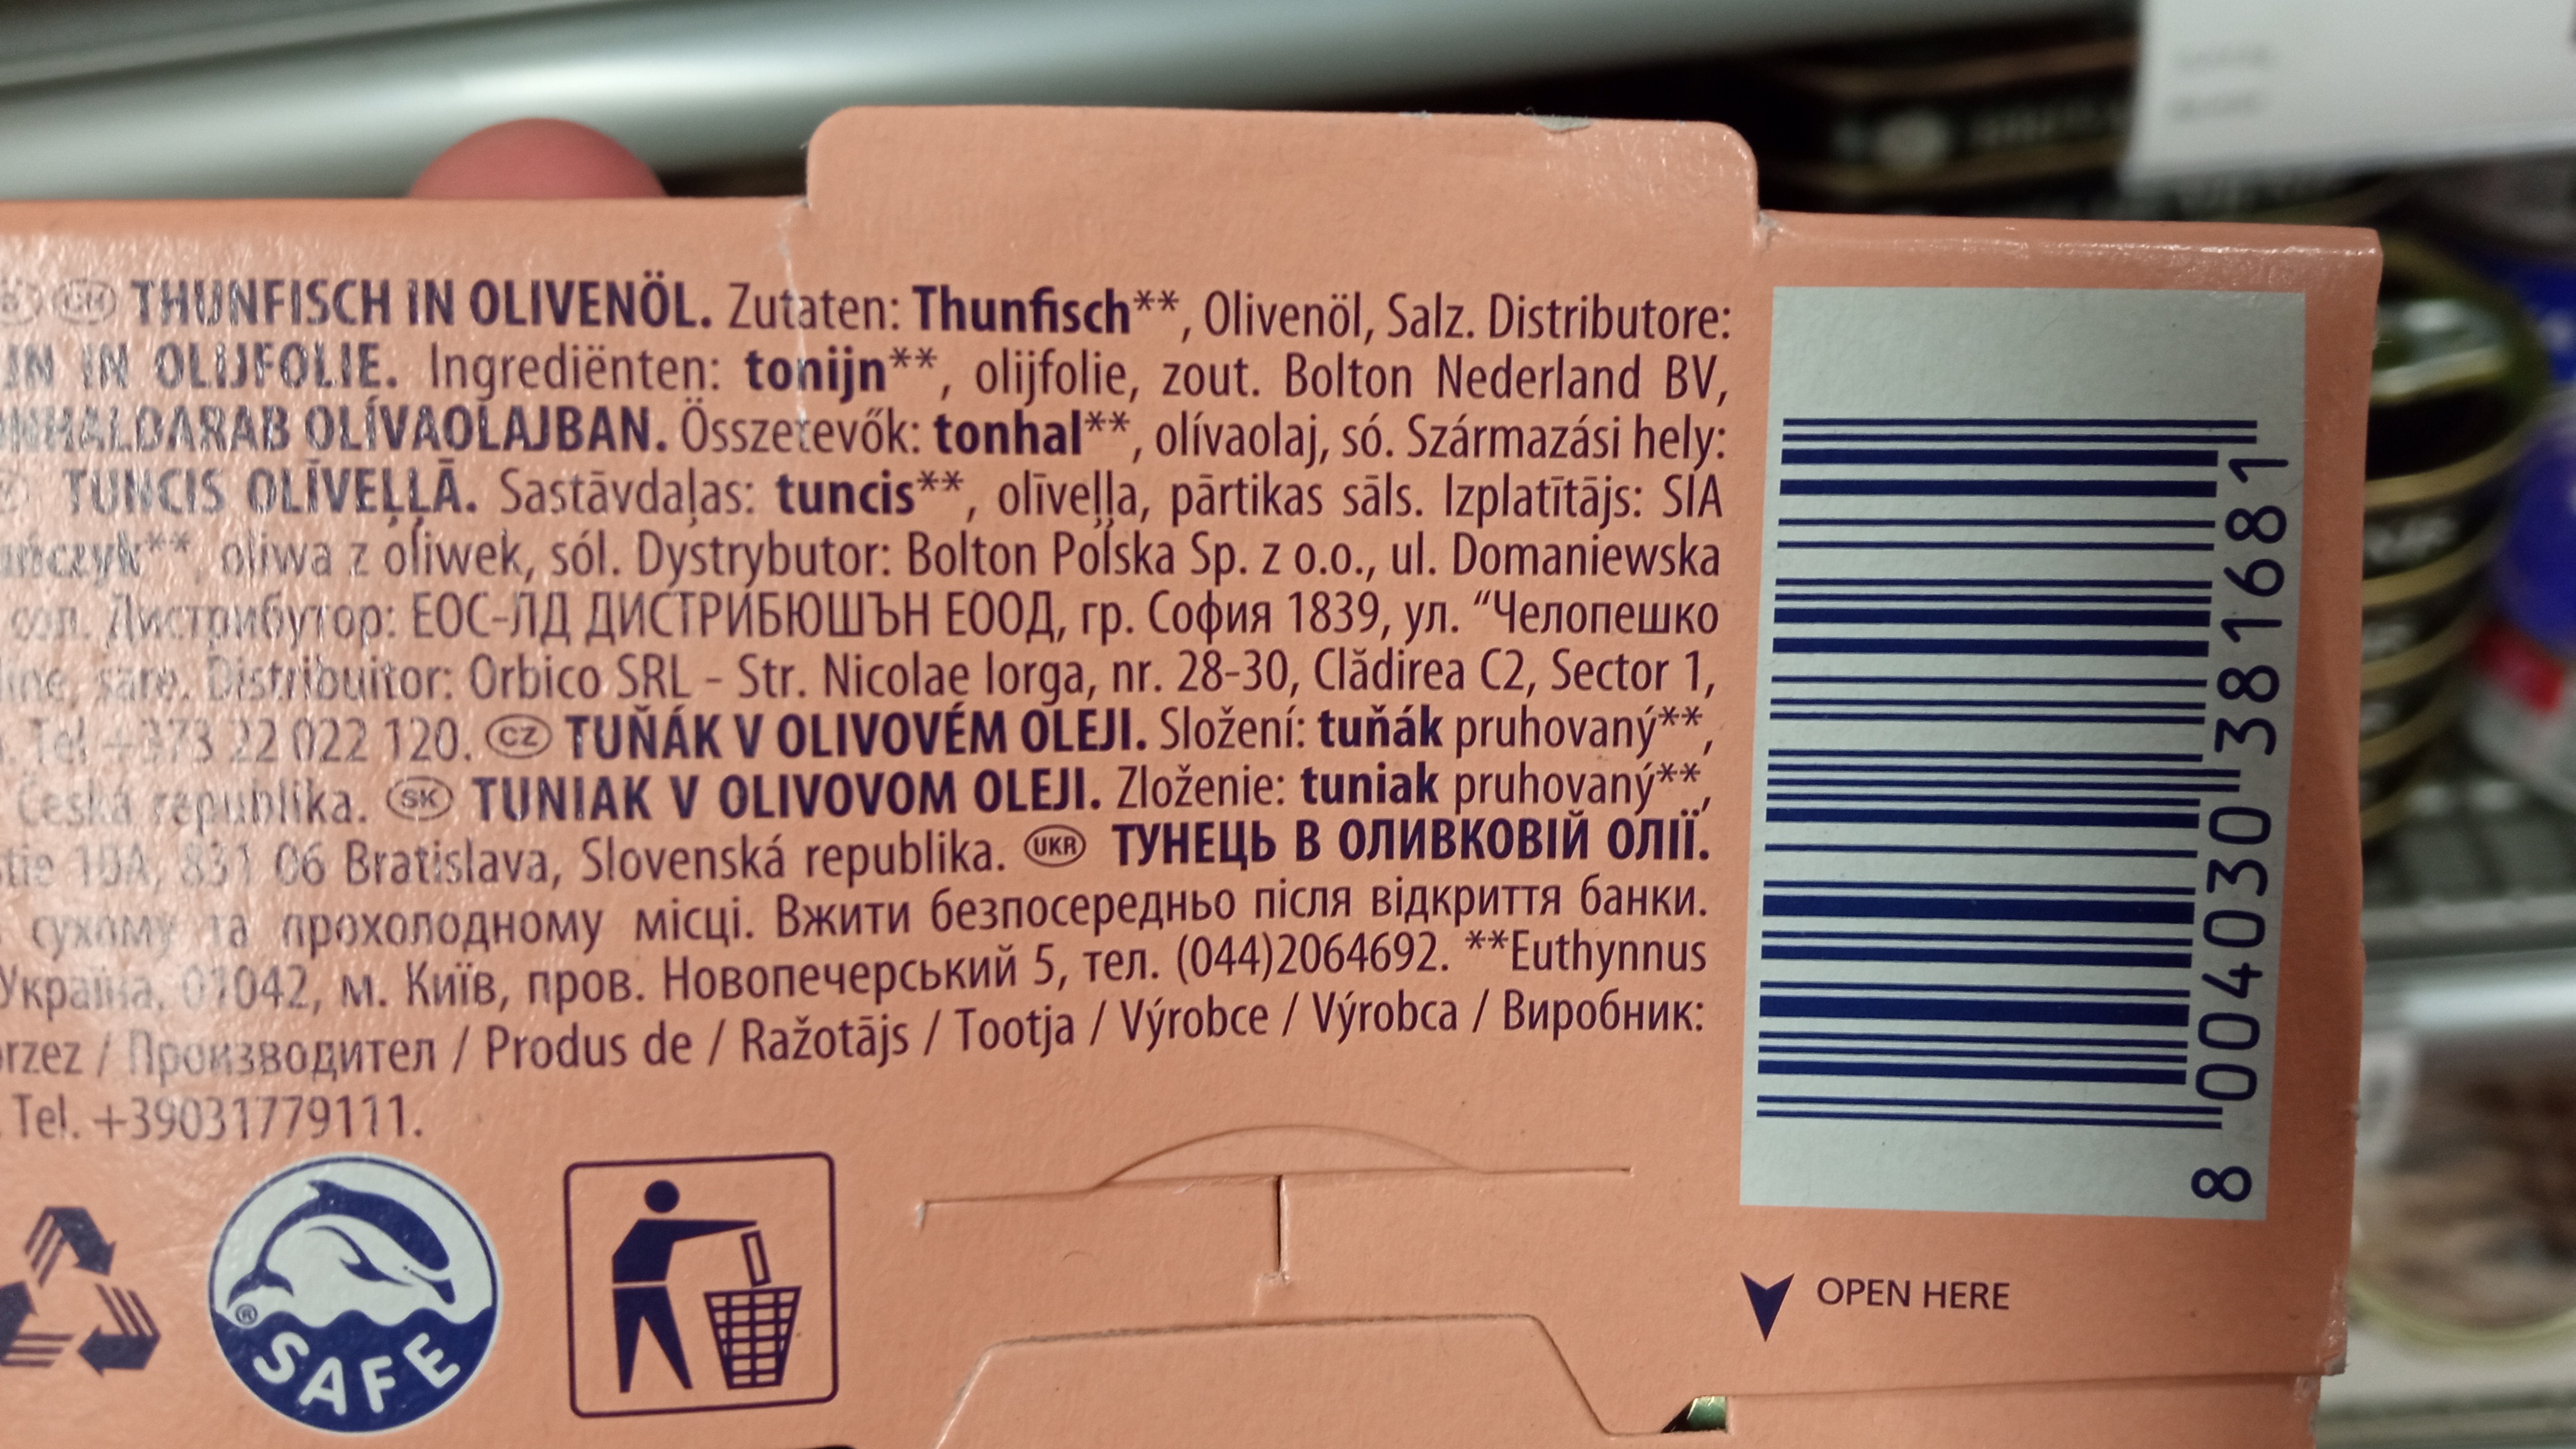 CH THUNFISCH IN OLIVENÖL. Zutaten: Thunfisch**, Olivenöl, Salz. Distributore:
IN OLIJFOLIE. Ingrediënten: tonijn**, olijfolie, zout. Bolton Nederland BV,
OLÍVAOLAJBAN. Összetevők: tonhal**, olívaolaj, só. Származási hely:
TUNCIS OLĪVEĻĻĀ. Sastāvdaļas: tuncis**, olīveļļa, pārtikas sāls. Izplatītājs: SIA
oliwa z oliwek, sól. Dystrybutor: Bolton Polska Sp. z o.o., ul. Domaniewska
сол. Дистрибутор: ЕОС-ЛД ДИСТРИБЮШЪН ЕООД, гр. София 1839, ул. "Челопешко
sare. Distribuitor: Orbico SRL - Str. Nicolae Iorga, nr. 28-30, Clădirea C2, Sector 1,
Tel +373 22 022 120. CZ TUŇÁK V OLIVOVÉM OLEJI. Složení: tuňák pruhovaný**,
Česká republika. SK TUNIAK V OLIVOVOM OLEJI. Zloženie: tuniak pruhovaný**,
10A, 831 06 Bratislava, Slovenská republika. UKR ТУНЕЦЬ В ОЛИВКОВІЙ ОЛІЇ.
сухому та прохолодному місці. Вжити безпосередньо після відкриття банки.
Україна, 01042, м. Київ, пров. Новопечерський 5, тел. (044)2064692. **Euthynnus
/ Производител / Produs de / Ražotājs / Tootja / Výrobce / Výrobca / Виробник:
Tel. +39031779111.
® SAFE
OPEN HERE
8 004030 381681